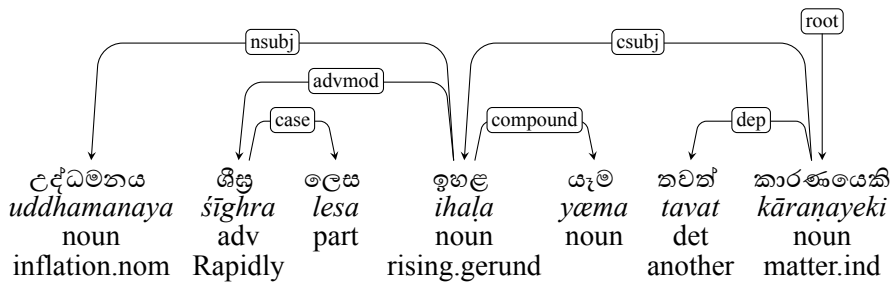 root
nsubj csubj
advmod
case compound dep
උද්ධමනය ශීඝ්‍ර ලෙස ඉහළ යෑම තවත් කාරණයෙකි
uddhamanaya śīghra lesa ihaḷa yæma tavat kāraṇayeki
noun adv part noun noun det noun
inflation.nom Rapidly rising.gerund another matter.ind